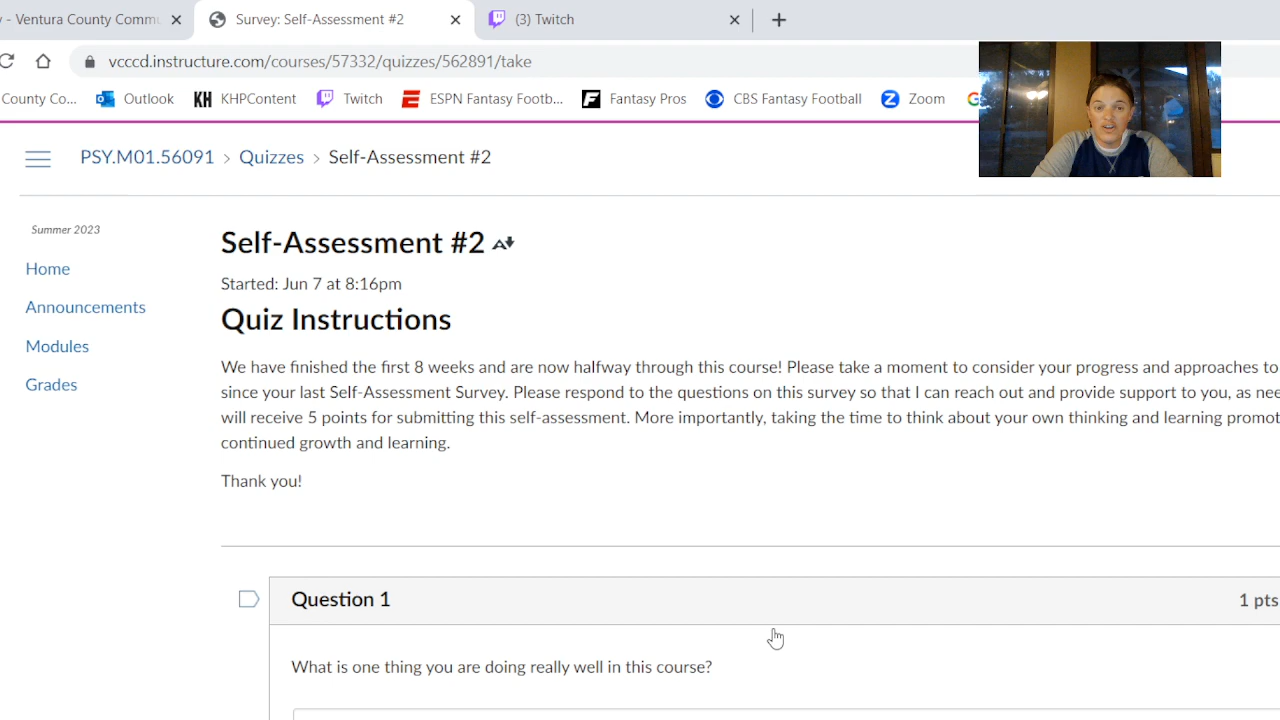 - Ventura County Commu
Survey: Self-Assessment #2
(3) Twitch
vcccd.instructure.com/courses/57332/quizzes/562891/take
County Co... Outlook KHPContent Twitch ESPN Fantasy Footb... Fantasy Pros CBS Fantasy Football Zoom
PSY.M01.56091 > Quizzes > Self-Assessment #2
Summer 2023
Home
Announcements
Modules
Grades
Self-Assessment #2
Started: Jun 7 at 8:16pm
Quiz Instructions
We have finished the first 8 weeks and are now halfway through this course! Please take a moment to consider your progress and approaches to
since your last Self-Assessment Survey. Please respond to the questions on this survey so that I can reach out and provide support to you, as nee
will receive 5 points for submitting this self-assessment. More importantly, taking the time to think about your own thinking and learning promot
continued growth and learning.
Thank you!
Question 1
1 pts
What is one thing you are doing really well in this course?